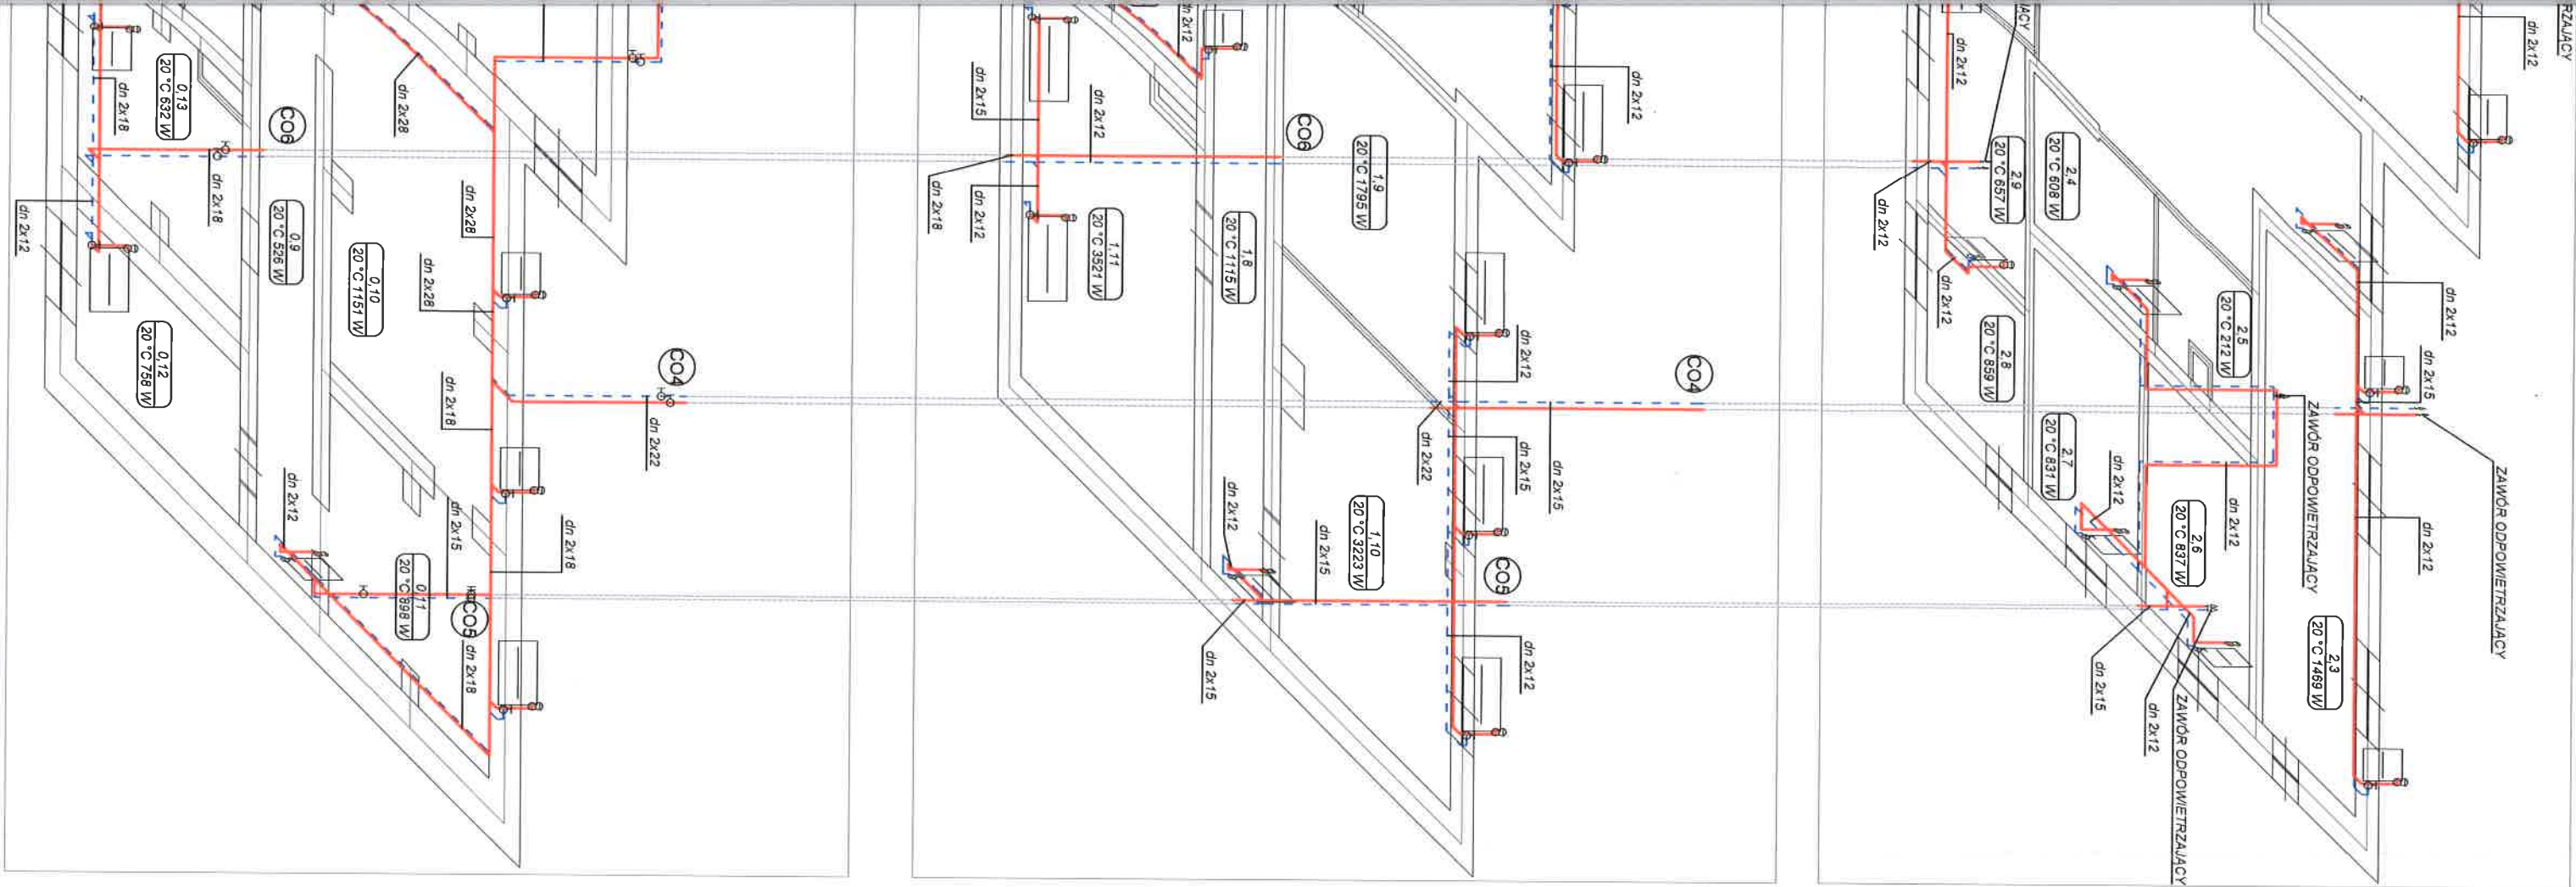 RZAJĄCY
dn 2x12
ZAWÓR ODPOWIETRZAJĄCY
dn 2x12
dn 2x15
dn 2x12
2,3
20 °C 1469 W
ZAWÓR ODPOWIETRZAJĄCY
2,5
20 °C 212 W
dn 2x12
2,6
20 °C 837 W
ZAWÓR ODPOWIETRZAJĄCY
dn 2x12
dn 2x15
dn 2x12
2,4
20 °C 608 W
2,7
20 °C 831 W
2,9
20 °C 657 W
2,8
20 °C 859 W
JĄCY
dn 2x12
dn 2x12
dn 2x12
CO4
dn 2x12
dn 2x15
dn 2x12
dn 2x15
dn 2x12
CO5
dn 2x22
1,9
20 °C 1795 W
1,10
20 °C 3223 W
dn 2x15
CO6
1,8
20 °C 1115 W
dn 2x12
dn 2x15
dn 2x12
1,11
20 °C 3521 W
dn 2x12
dn 2x15
dn 2x12
dn 2x18
CO4
dn 2x22
dn 2x18
dn 2x28
dn 2x28
dn 2x18
dn 2x15
CO5
dn 2x18
dn 2x28
0,10
20 °C 1151 W
0,11
20 °C 898 W
CO6
0,9
20 °C 526 W
dn 2x12
dn 2x18
0,13
20 °C 632 W
0,12
20 °C 758 W
dn 2x18
dn 2x12